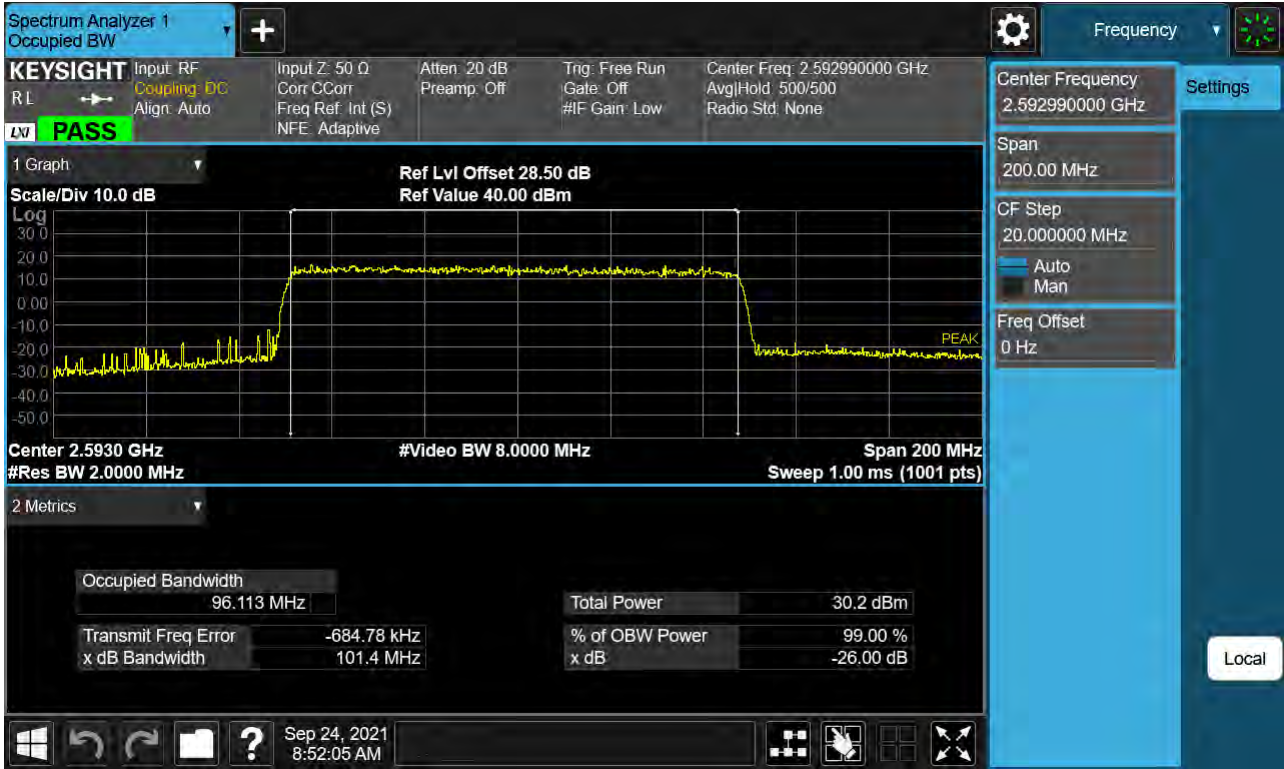 Spectrum Analyzer 1
Occupied BW
+
Frequency
KEYSIGHT
RL
LXI PASS
Input: RF
Coupling: DC
Align: Auto
Input Z: 50 Ω
Corr CCorr
Freq Ref: Int (S)
NFE: Adaptive
Atten: 20 dB
Preamp: Off
Trig: Free Run
Gate: Off
#IF Gain: Low
Center Freq: 2.592990000 GHz
Avg|Hold: 500/500
Radio Std: None
Center Frequency
2.592990000 GHz
Settings
Span
200.00 MHz
CF Step
20.000000 MHz
Auto
Man
Freq Offset
0 Hz
Local
1 Graph
Scale/Div 10.0 dB
Ref Lvl Offset 28.50 dB
Ref Value 40.00 dBm
Log
30.0
20.0
10.0
0.00
-10.0
-20.0
-30.0
-40.0
-50.0
PEAK
Center 2.5930 GHz
#Video BW 8.0000 MHz
Span 200 MHz
#Res BW 2.0000 MHz
Sweep 1.00 ms (1001 pts)
2 Metrics
Occupied Bandwidth
96.113 MHz
Total Power 30.2 dBm
Transmit Freq Error -684.78 kHz
% of OBW Power 99.00 %
x dB Bandwidth 101.4 MHz
x dB -26.00 dB
?
Sep 24, 2021
8:52:05 AM